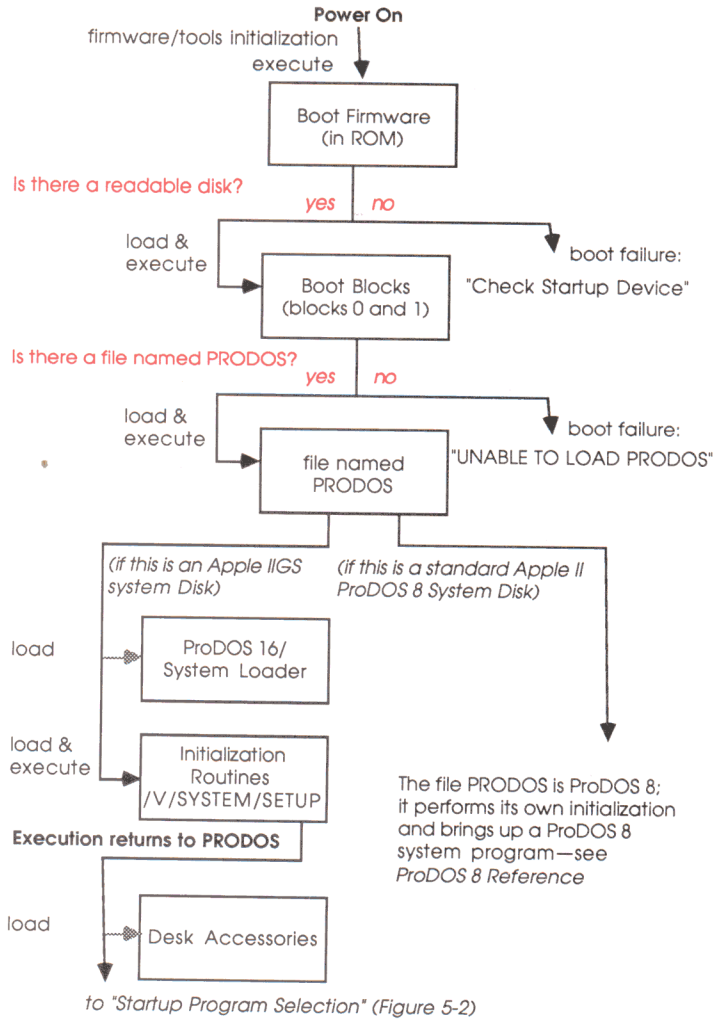 Power On
firmware/tools initialization
execute
Boot Firmware
(in ROM)
Is there a readable disk?
yes no
load &
execute
boot failure:
"Check Startup Device"
Boot Blocks
(blocks 0 and 1)
Is there a file named PRODOS?
yes no
load &
execute
boot failure:
"UNABLE TO LOAD PRODOS"
file named
PRODOS
(if this is an Apple IIGS
system Disk)
(if this is a standard Apple II
ProDOS 8 System Disk)
load
ProDOS 16/
System Loader
load &
execute
Initialization
Routines
/V/SYSTEM/SETUP
The file PRODOS is ProDOS 8;
it performs its own initialization
and brings up a ProDOS 8
system program—see
ProDOS 8 Reference
Execution returns to PRODOS
load
Desk Accessories
to "Startup Program Selection" (Figure 5-2)